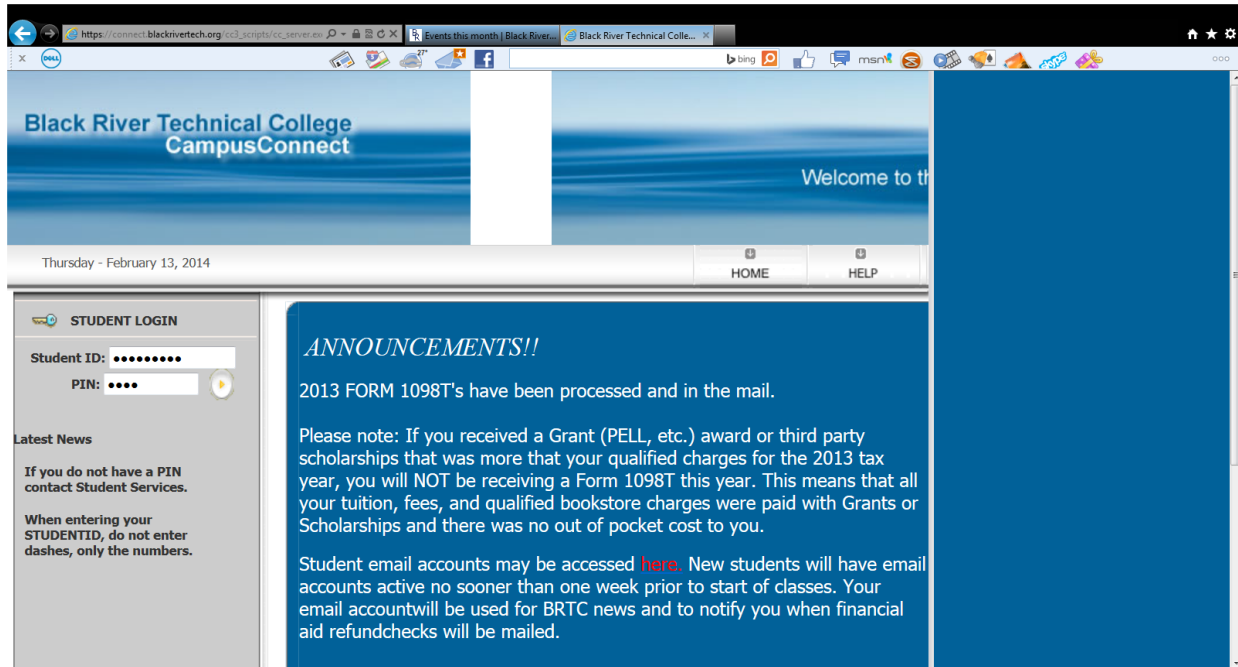 https://connect.blackrivertech.org/cc3_scripts/cc_server.ex
Events this month | Black River...
Black River Technical Colle...
DELL
27°
bing
msn
Black River Technical College
CampusConnect
Welcome to th
Thursday - February 13, 2014
HOME
HELP
STUDENT LOGIN
Student ID: •••••••••
PIN: ••••
Latest News
If you do not have a PIN
contact Student Services.
When entering your
STUDENTID, do not enter
dashes, only the numbers.
ANNOUNCEMENTS!!
2013 FORM 1098T's have been processed and in the mail.
Please note: If you received a Grant (PELL, etc.) award or third party
scholarships that was more that your qualified charges for the 2013 tax
year, you will NOT be receiving a Form 1098T this year. This means that all
your tuition, fees, and qualified bookstore charges were paid with Grants or
Scholarships and there was no out of pocket cost to you.
Student email accounts may be accessed here. New students will have email
accounts active no sooner than one week prior to start of classes. Your
email accountwill be used for BRTC news and to notify you when financial
aid refundchecks will be mailed.